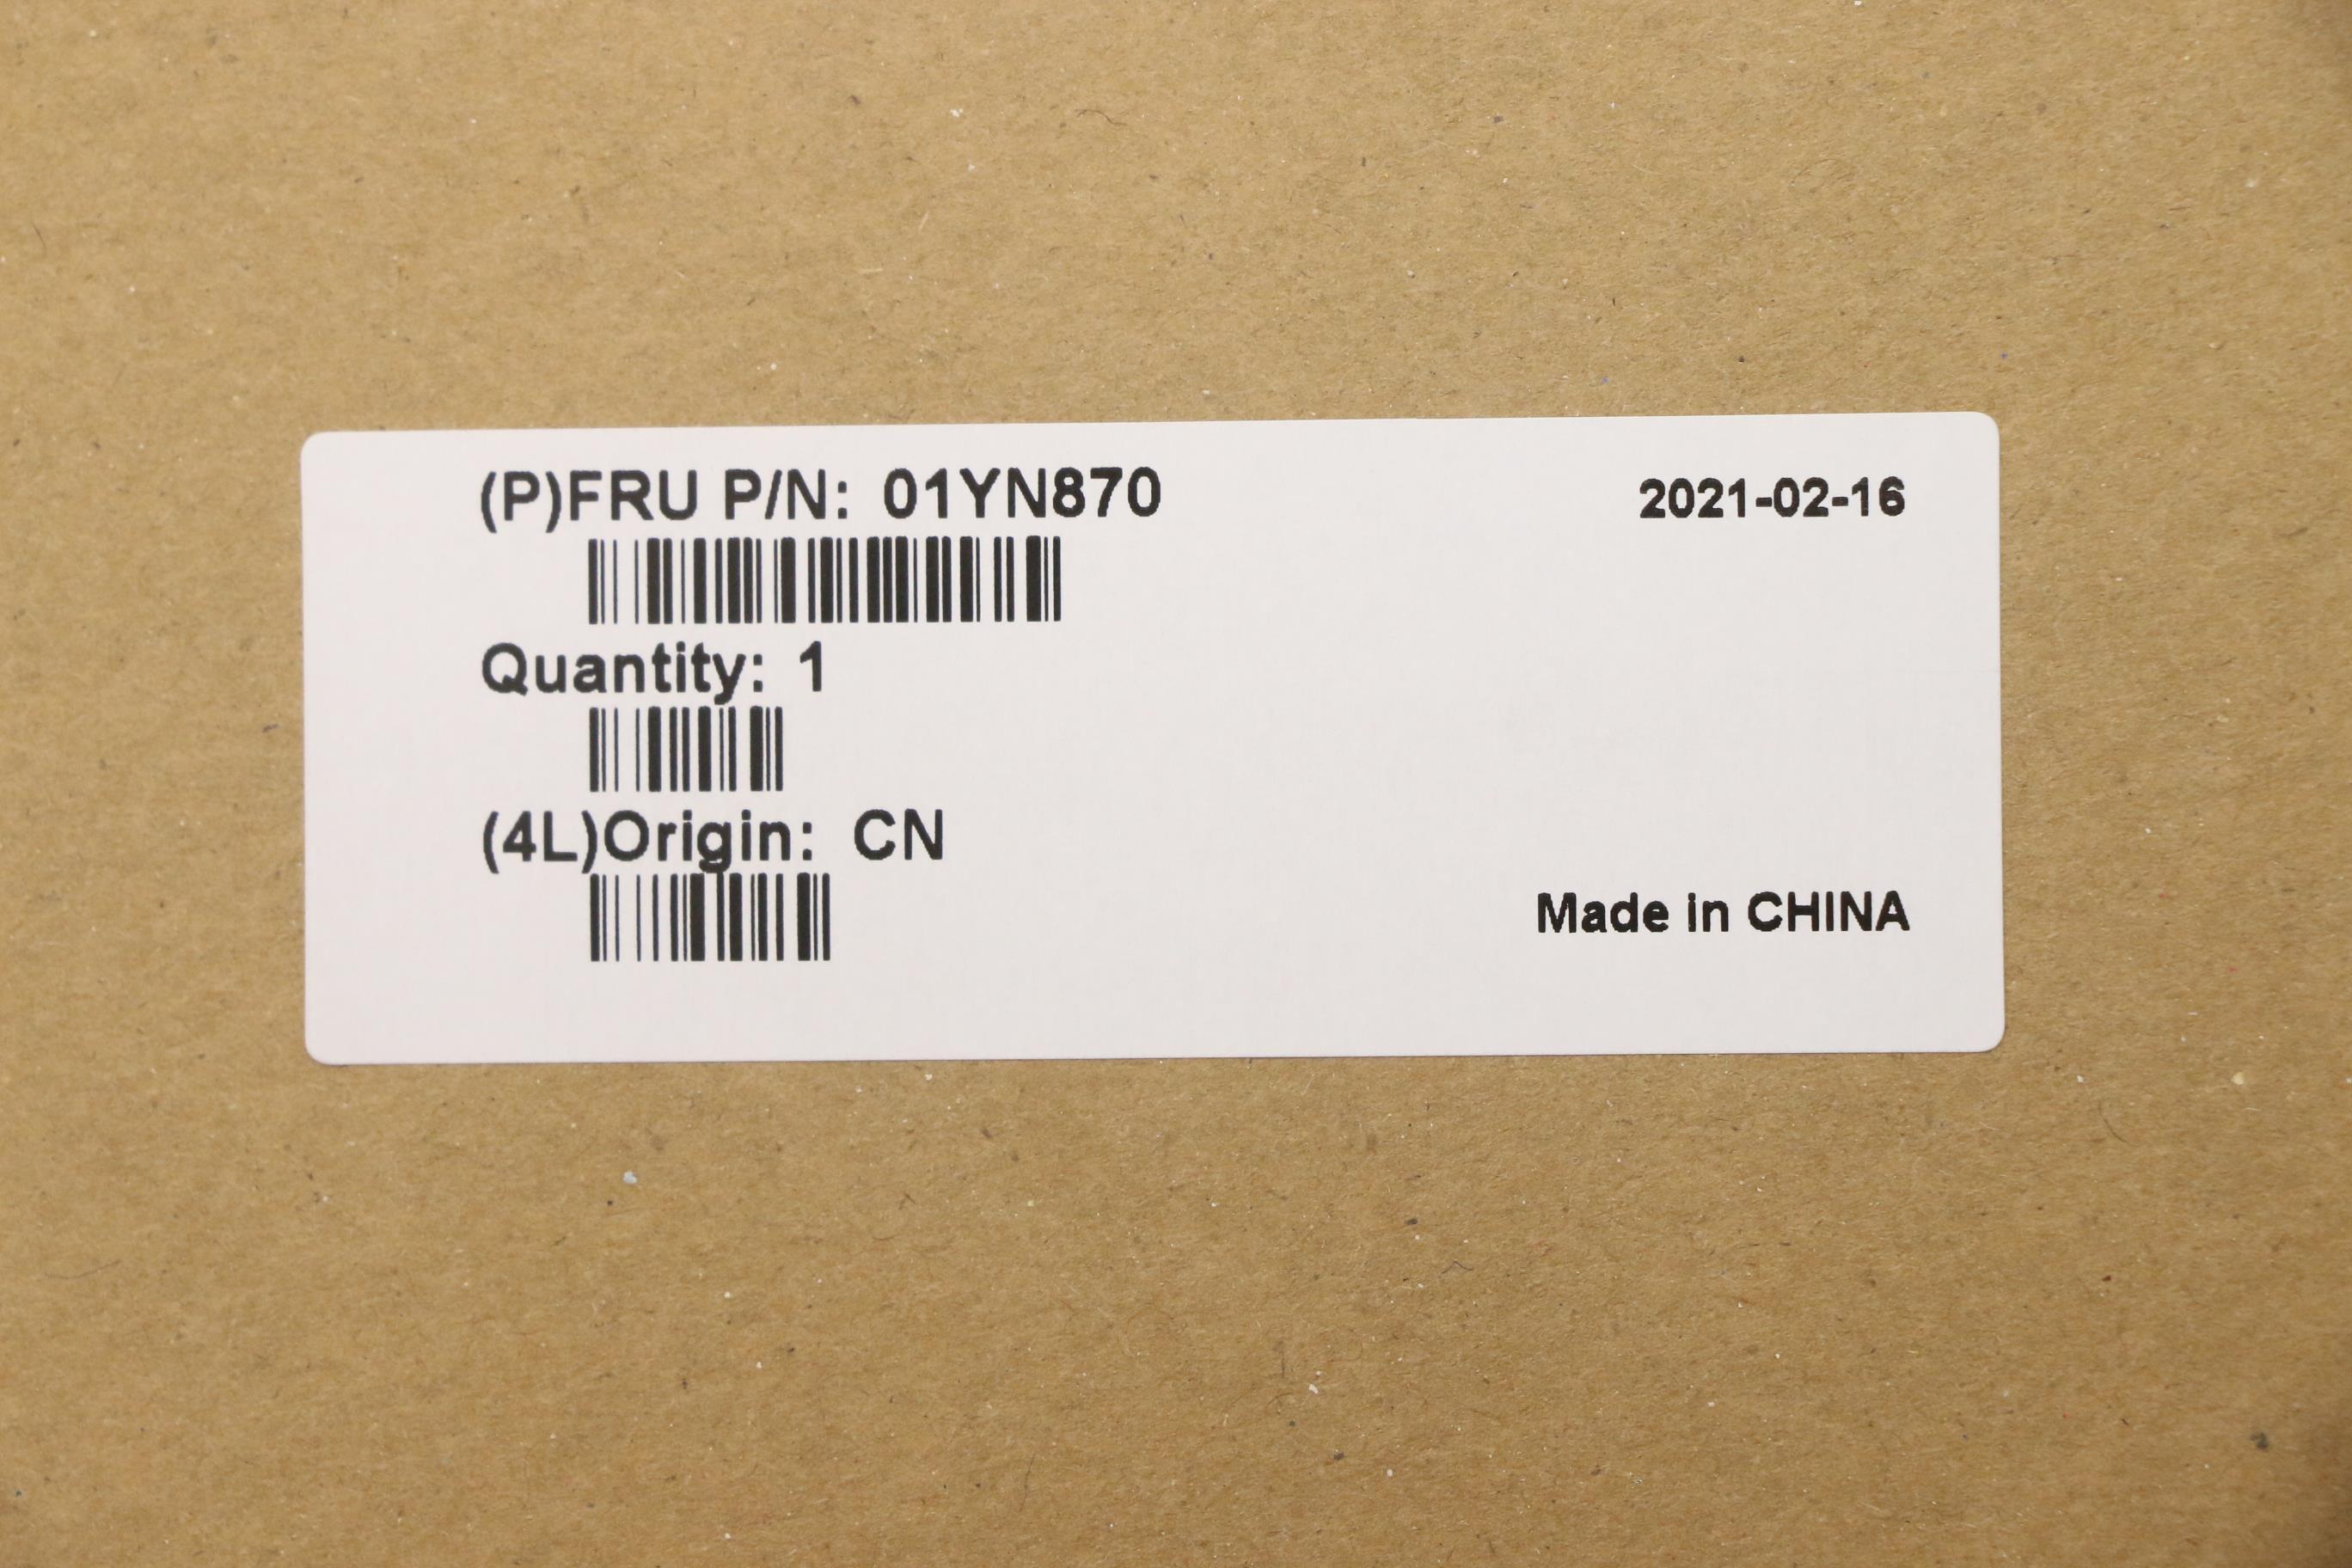 (P)FRU P/N: 01YN870
2021-02-16
Quantity: 1
(4L)Origin: CN
Made in CHINA